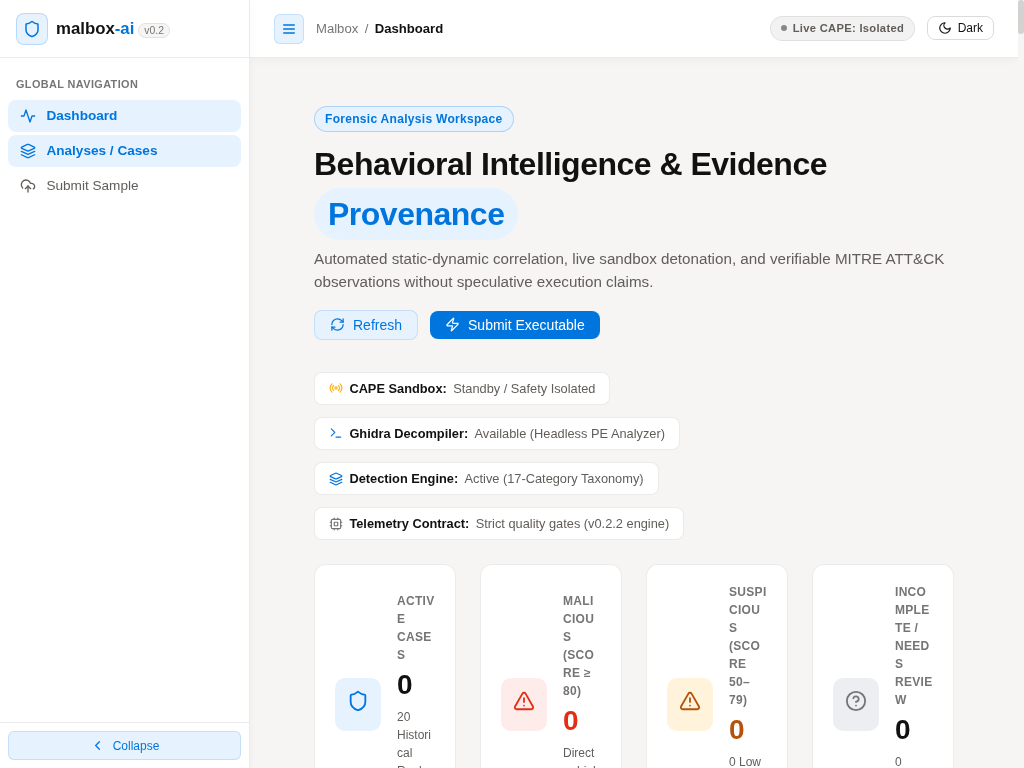 malbox-ai v0.2
GLOBAL NAVIGATION
Dashboard
Analyses / Cases
Submit Sample
Collapse
Malbox / Dashboard
Live CAPE: Isolated
Dark
Forensic Analysis Workspace
Behavioral Intelligence & Evidence
Provenance
Automated static-dynamic correlation, live sandbox detonation, and verifiable MITRE ATT&CK
observations without speculative execution claims.
Refresh
Submit Executable
CAPE Sandbox: Standby / Safety Isolated
Ghidra Decompiler: Available (Headless PE Analyzer)
Detection Engine: Active (17-Category Taxonomy)
Telemetry Contract: Strict quality gates (v0.2.2 engine)
ACTIV
E
CASE
S
0
20
Histori
cal
MALI
CIOU
S
(SCO
RE ≥
80)
0
Direct
SUSPI
CIOU
S
(SCO
RE
50–
79)
0
0 Low
INCO
MPLE
TE /
NEED
S
REVIE
W
0
0